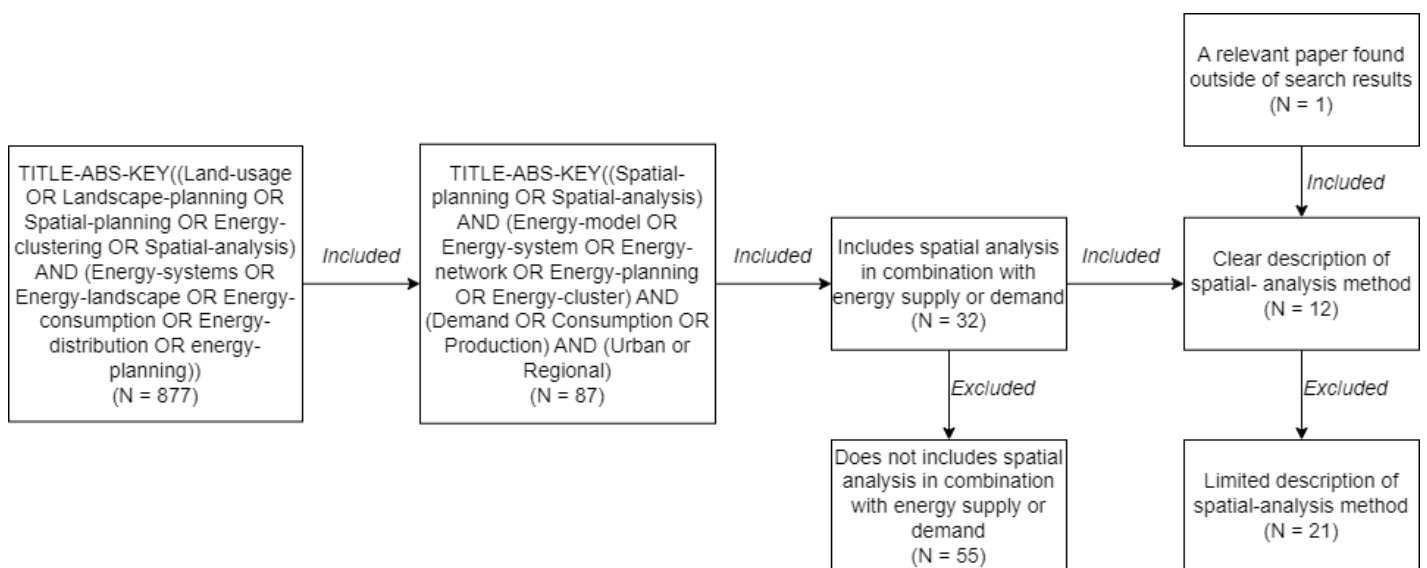 TITLE-ABS-KEY((Land-usage
OR Landscape-planning OR
Spatial-planning OR Energy-
clustering OR Spatial-analysis)
AND (Energy-systems OR
Energy-landscape OR Energy-
consumption OR Energy-
distribution OR energy-
planning))
(N = 877)
Included
TITLE-ABS-KEY((Spatial-
planning OR Spatial-analysis)
AND (Energy-model OR
Energy-system OR Energy-
network OR Energy-planning
OR Energy-cluster) AND
(Demand OR Consumption OR
Production) AND (Urban or
Regional)
(N = 87)
Included
Includes spatial analysis
in combination with
energy supply or demand
(N = 32)
Excluded
Does not includes spatial
analysis in combination
with energy supply or
demand
(N = 55)
Included
A relevant paper found
outside of search results
(N = 1)
Included
Clear description of
spatial- analysis method
(N = 12)
Excluded
Limited description of
spatial-analysis method
(N = 21)